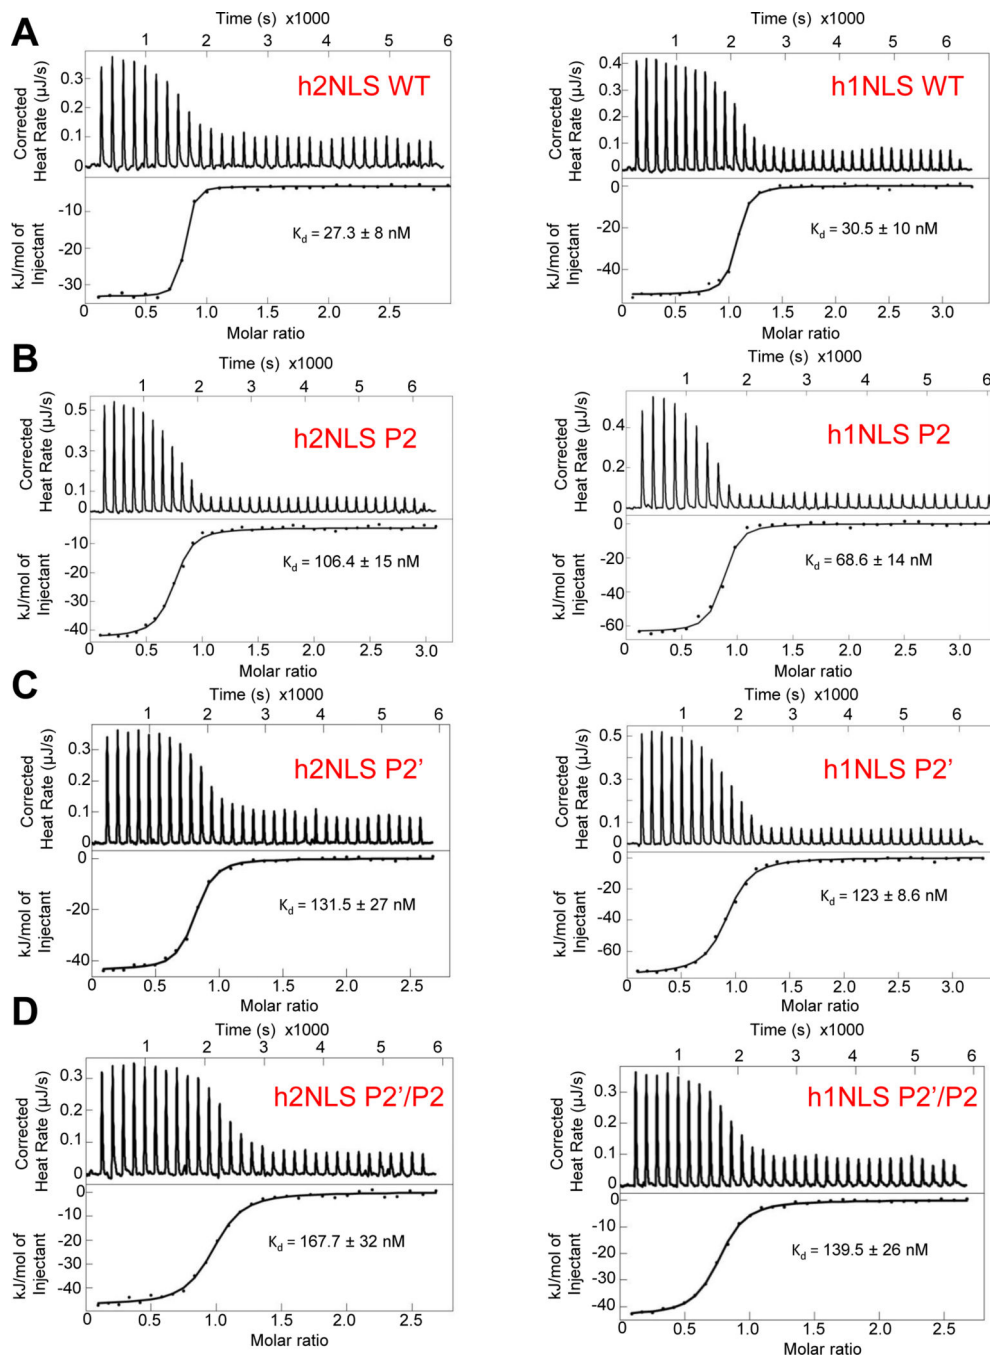 A
Time (s) x1000
1 2 3 4 5 6
Corrected
Heat Rate (µJ/s)
0.3
0.2
0.1
0
h2NLS WT
kJ/mol of
Injectant
-10
-20
-30
K_d = 27.3 ± 8 nM
0 0.5 1.0 1.5 2.0 2.5
Molar ratio
Time (s) x1000
1 2 3 4 5 6
Corrected
Heat Rate (µJ/s)
0.4
0.2
0
h1NLS WT
kJ/mol of
Injectant
0
-20
-40
K_d = 30.5 ± 10 nM
0 0.5 1.0 1.5 2.0 2.5 3.0
Molar ratio
B
Time (s) x1000
1 2 3 4 5 6
Corrected
Heat Rate (µJ/s)
0.5
0.3
0.1
0
h2NLS P2
kJ/mol of
Injectant
-10
-20
-30
-40
K_d = 106.4 ± 15 nM
0 0.5 1.0 1.5 2.0 2.5 3.0
Molar ratio
Time (s) x1000
1 2 3 4 5 6
Corrected
Heat Rate (µJ/s)
0.4
0.2
0
h1NLS P2
kJ/mol of
Injectant
0
-20
-40
-60
K_d = 68.6 ± 14 nM
0 0.5 1.0 1.5 2.0 2.5 3.0
Molar ratio
C
Time (s) x1000
1 2 3 4 5 6
Corrected
Heat Rate (µJ/s)
0.3
0.2
0.1
0
h2NLS P2’
kJ/mol of
Injectant
0
-20
-40
K_d = 131.5 ± 27 nM
0 0.5 1.0 1.5 2.0 2.5
Molar ratio
Time (s) x1000
1 2 3 4 5 6
Corrected
Heat Rate (µJ/s)
0.5
0.3
0.1
0
h1NLS P2’
kJ/mol of
Injectant
0
-20
-40
-60
K_d = 123 ± 8.6 nM
0 0.5 1.0 1.5 2.0 2.5 3.0
Molar ratio
D
Time (s) x1000
1 2 3 4 5 6
Corrected
Heat Rate (µJ/s)
0.3
0.2
0.1
0
h2NLS P2’/P2
kJ/mol of
Injectant
0
-10
-20
-30
-40
K_d = 167.7 ± 32 nM
0 0.5 1.0 1.5 2.0 2.5
Molar ratio
Time (s) x1000
1 2 3 4 5 6
Corrected
Heat Rate (µJ/s)
0.3
0.2
0.1
0
h1NLS P2’/P2
kJ/mol of
Injectant
0
-10
-20
-30
-40
K_d = 139.5 ± 26 nM
0 0.5 1.0 1.5 2.0 2.5
Molar ratio